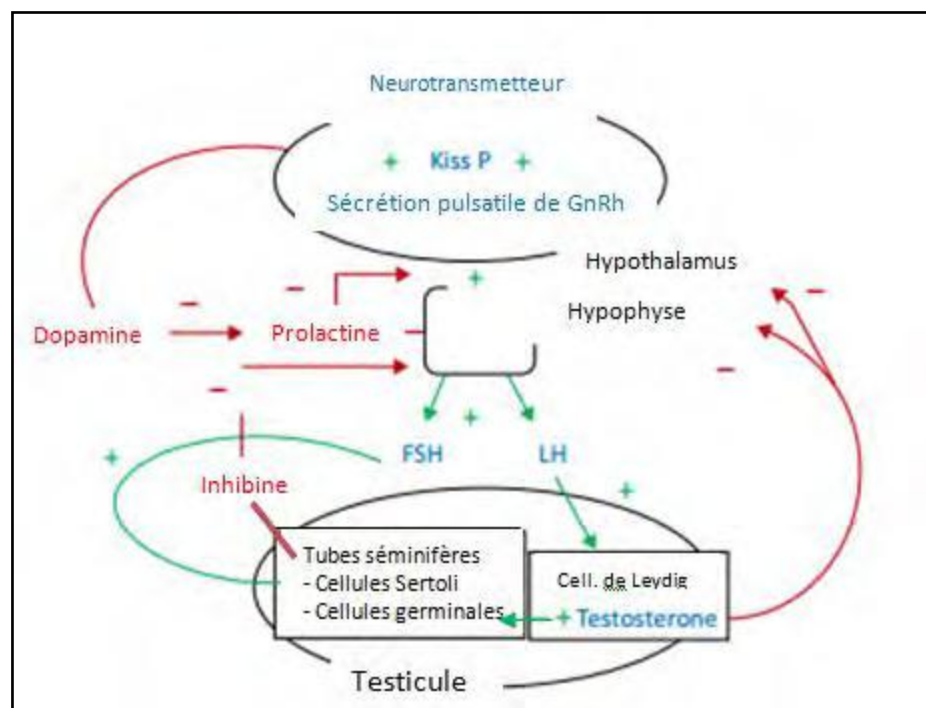 Neurotransmetteur
+ Kiss P +
Sécrétion pulsatile de GnRh
Hypothalamus
+
-
-
-
Hypophyse
Dopamine
Prolactine
-
-
+
+
FSH
LH
Inhibine
+
Tubes séminifères
- Cellules Sertoli
- Cellules germinales
Cell. de Leydig
+ Testosterone
Testicule